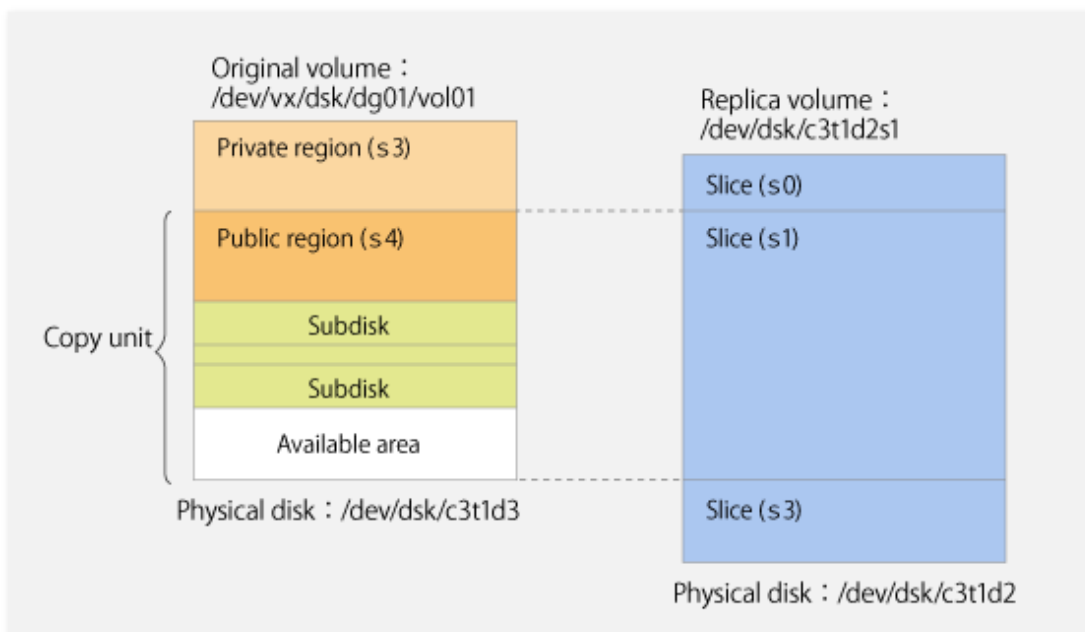 Original volume：
/dev/vx/dsk/dg01/vol01
Private region (s3)
Public region (s4)
Subdisk
Subdisk
Available area
Copy unit
Physical disk：/dev/dsk/c3t1d3
Replica volume：
/dev/dsk/c3t1d2s1
Slice (s0)
Slice (s1)
Slice (s3)
Physical disk：/dev/dsk/c3t1d2